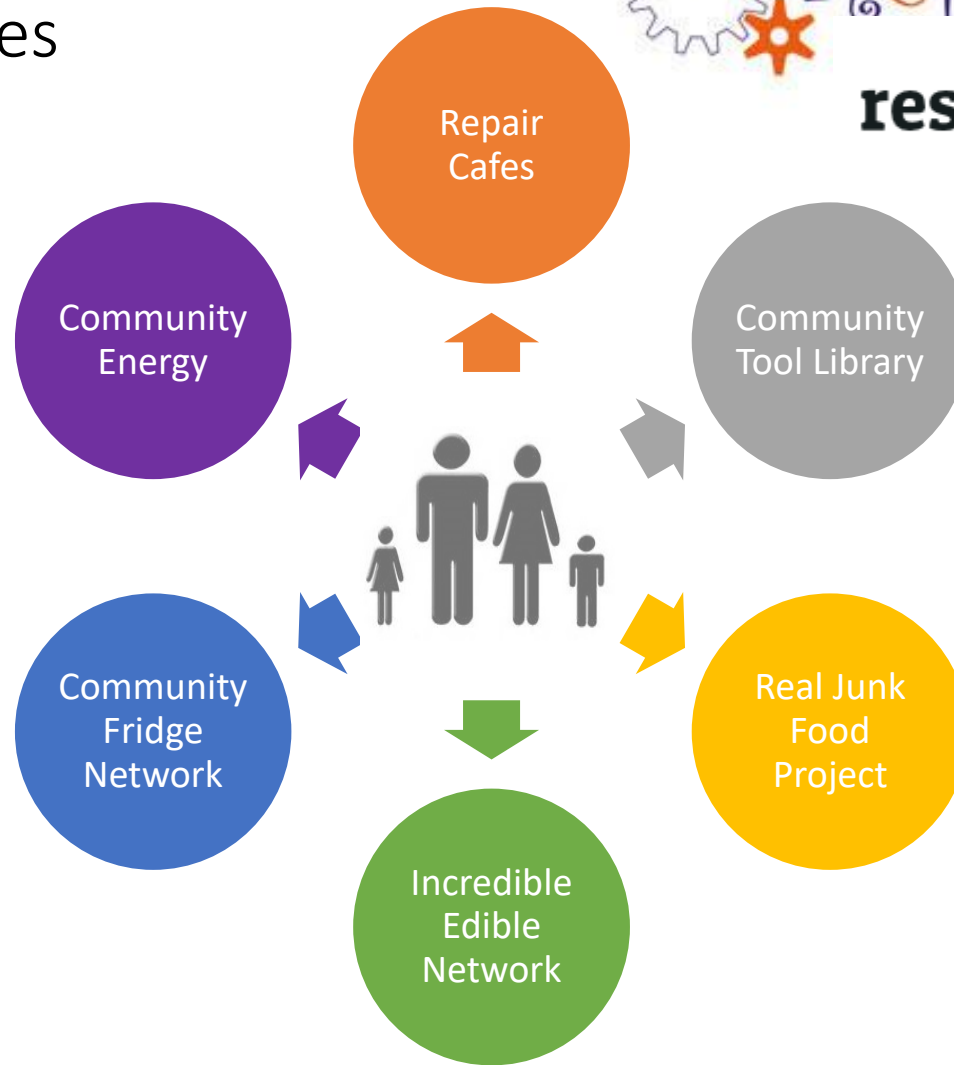 es
res
Repair
Cafes
Community
Tool Library
Real Junk
Food
Project
Incredible
Edible
Network
Community
Fridge
Network
Community
Energy